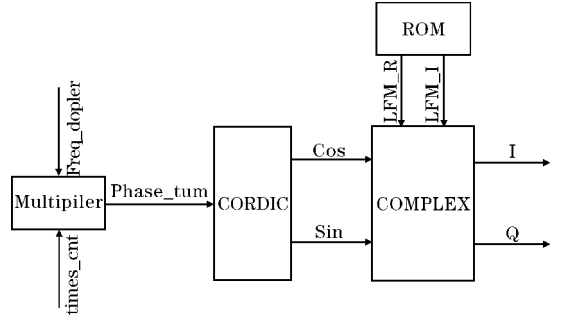 ROM
LFM_R
LFM_I
Freq_dopler
Multipiler
Phase_tum
CORDIC
Cos
Sin
COMPLEX
I
Q
times_cnt